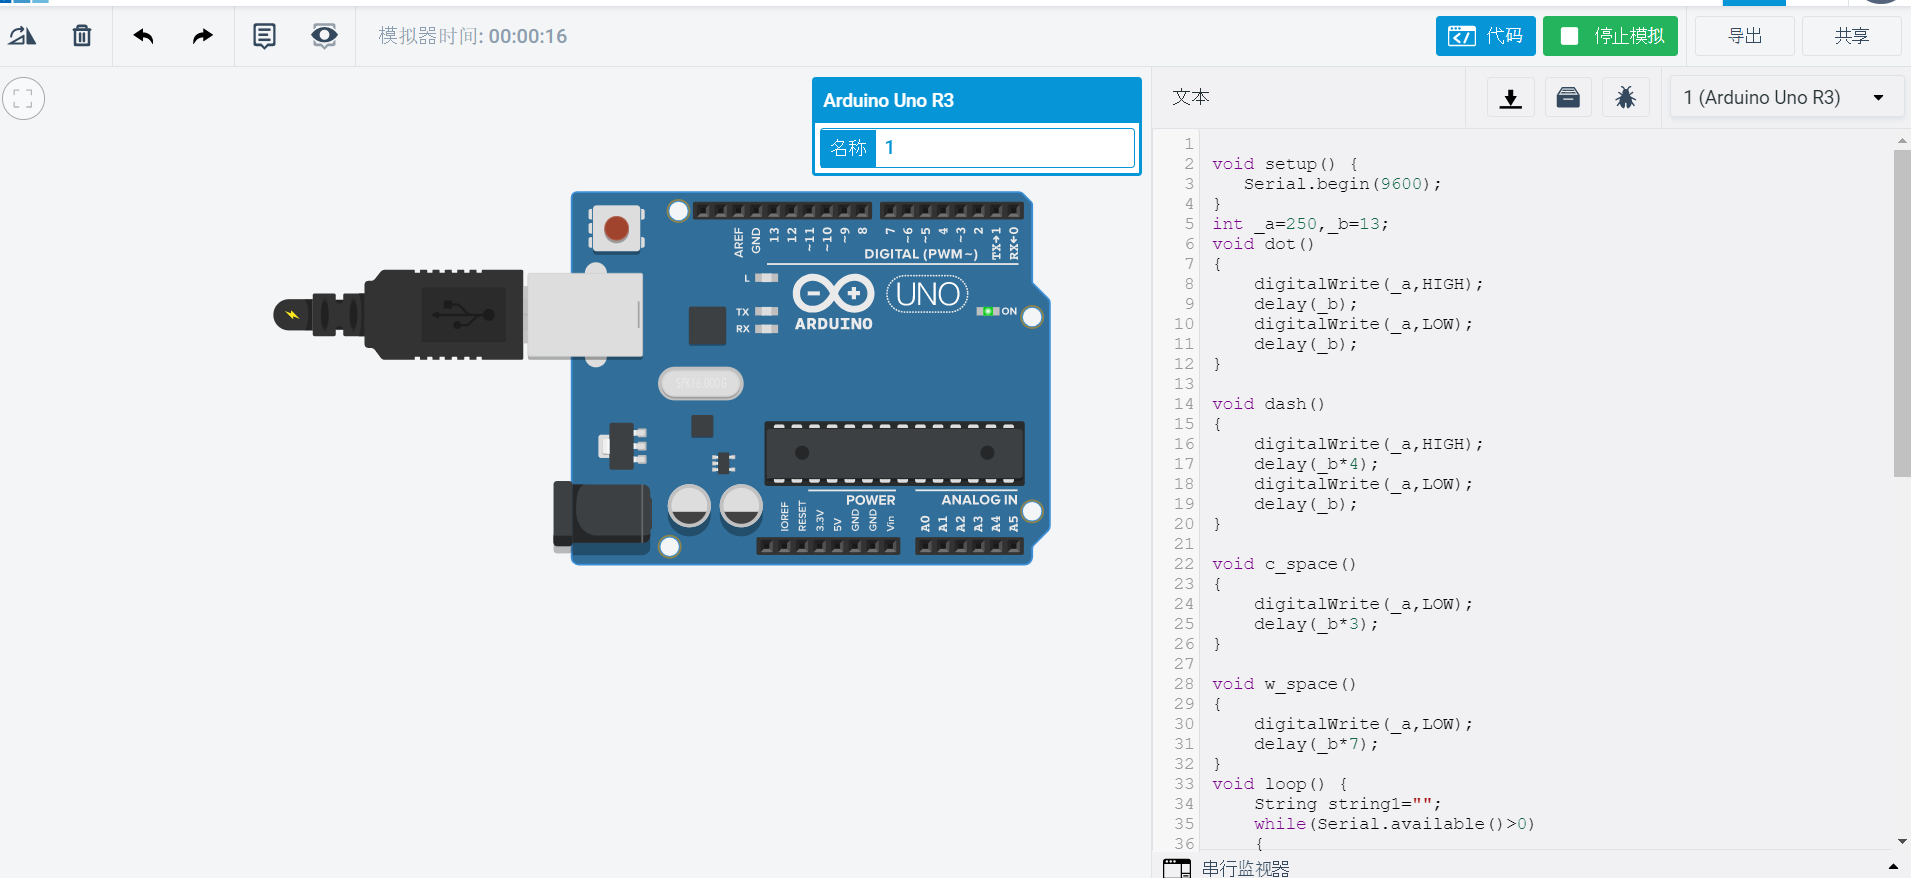 模拟器时间: 00:00:16
代码
停止模拟
导出
共享
Arduino Uno R3
名称
1
文本
1 (Arduino Uno R3)
AREF
GND
13
12
~11
~10
~9
8
7
~6
~5
4
~3
2
TX→1
RX←0
DIGITAL (PWM~)
L
TX
RX
ARDUINO
UNO
ON
SPK16.000G
POWER
ANALOG IN
IOREF
RESET
3.3V
5V
GND
GND
Vin
A0
A1
A2
A3
A4
A5
1
2 void setup() {
3 Serial.begin(9600);
4 }
5 int _a=250,_b=13;
6 void dot()
7 {
8 digitalWrite(_a,HIGH);
9 delay(_b);
10 digitalWrite(_a,LOW);
11 delay(_b);
12 }
13
14 void dash()
15 {
16 digitalWrite(_a,HIGH);
17 delay(_b*4);
18 digitalWrite(_a,LOW);
19 delay(_b);
20 }
21
22 void c_space()
23 {
24 digitalWrite(_a,LOW);
25 delay(_b*3);
26 }
27
28 void w_space()
29 {
30 digitalWrite(_a,LOW);
31 delay(_b*7);
32 }
33 void loop() {
34 String string1="";
35 while(Serial.available()>0)
36 {
串行监视器